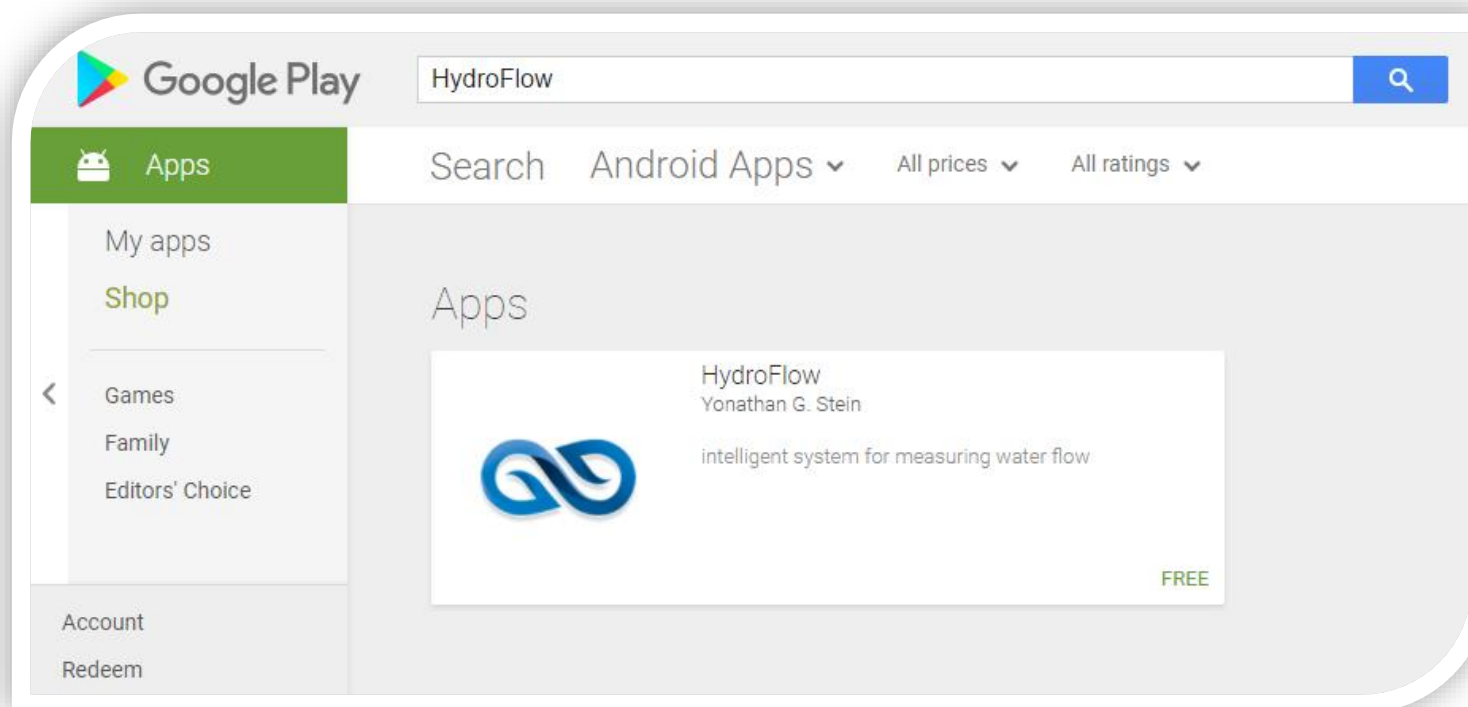 Google Play
HydroFlow
Apps
Search Android Apps All prices All ratings
My apps
Shop
Games
Family
Editors' Choice
Account
Redeem
Apps
HydroFlow
Yonathan G. Stein
intelligent system for measuring water flow
FREE